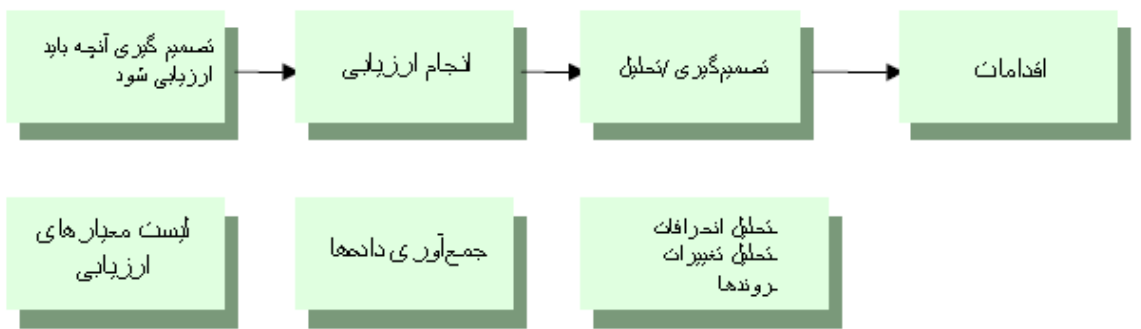 تصمیم گیری آنچه باید
ارزیابی شود
انجام ارزیابی
تصمیم‌گیری /تحلیل
اقدامات
لیست معیارهای
ارزیابی
جمع‌آوری داده‌ها
-تحلیل انحرافات
-تحلیل تغییرات
-روندها